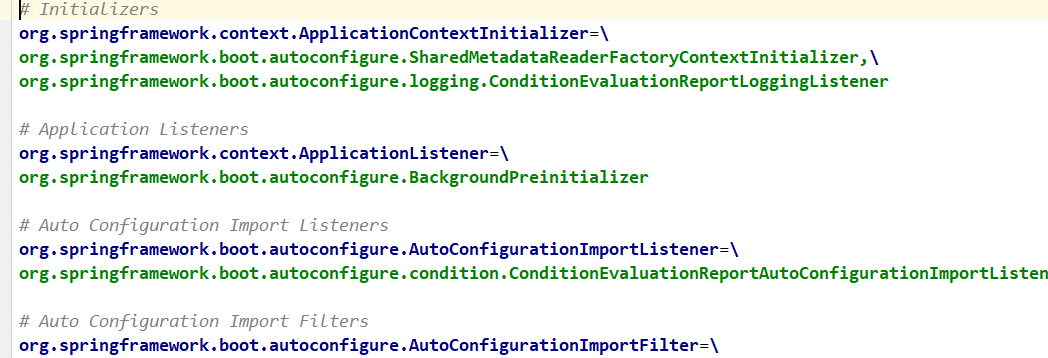 # Initializers
org.springframework.context.ApplicationContextInitializer=\
org.springframework.boot.autoconfigure.SharedMetadataReaderFactoryContextInitializer,\
org.springframework.boot.autoconfigure.logging.ConditionEvaluationReportLoggingListener
# Application Listeners
org.springframework.context.ApplicationListener=\
org.springframework.boot.autoconfigure.BackgroundPreinitializer
# Auto Configuration Import Listeners
org.springframework.boot.autoconfigure.AutoConfigurationImportListener=\
org.springframework.boot.autoconfigure.condition.ConditionEvaluationReportAutoConfigurationImportListen
# Auto Configuration Import Filters
org.springframework.boot.autoconfigure.AutoConfigurationImportFilter=\